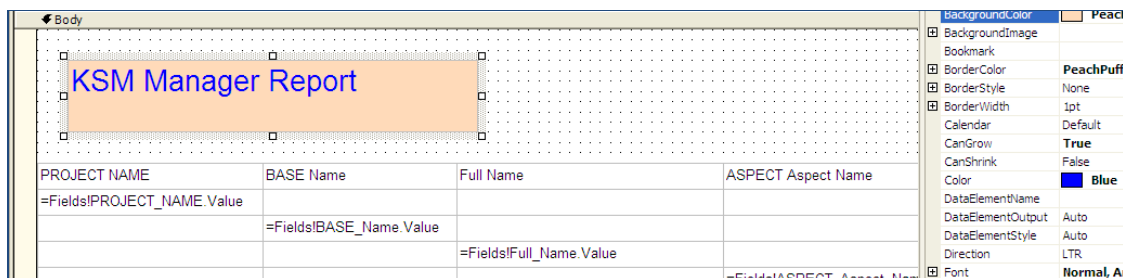 Body
KSM Manager Report
PROJECT NAME BASE Name Full Name ASPECT Aspect Name
=Fields!PROJECT_NAME.Value
=Fields!BASE_Name.Value
=Fields!Full_Name.Value
BackgroundColor
BackgroundImage
Bookmark
BorderColor PeachPuff
BorderStyle None
BorderWidth 1pt
Calendar Default
CanGrow True
CanShrink False
Color Blue
DataElementName
DataElementOutput Auto
DataElementStyle Auto
Direction LTR
Font Normal,